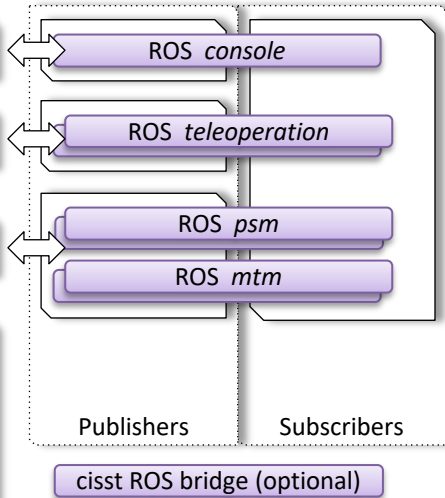 ROS console
ROS teleoperation
ROS psm
ROS mtm
Publishers
Subscribers
cisst ROS bridge (optional)